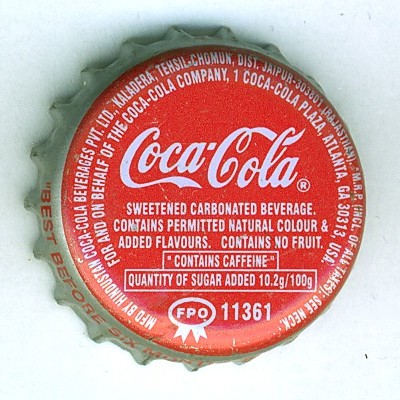 MFD BY HINDUSTAN COCA-COLA BEVERAGES PVT. LTD, KALADERA, TEHSIL-CHOMUN, DIST. JAIPUR-303801 (RAJASTHAN), M.R.P. (INCL. OF ALL TAXES): SEE NECK.
FOR AND ON BEHALF OF THE COCA-COLA COMPANY, 1 COCA-COLA PLAZA, ATLANTA, GA 30313 USA.
Coca-Cola ®
SWEETENED CARBONATED BEVERAGE.
CONTAINS PERMITTED NATURAL COLOUR &
ADDED FLAVOURS. CONTAINS NO FRUIT.
" CONTAINS CAFFEINE "
QUANTITY OF SUGAR ADDED 10.2g/100g
FPO 11361
"BEST BEFORE SIX